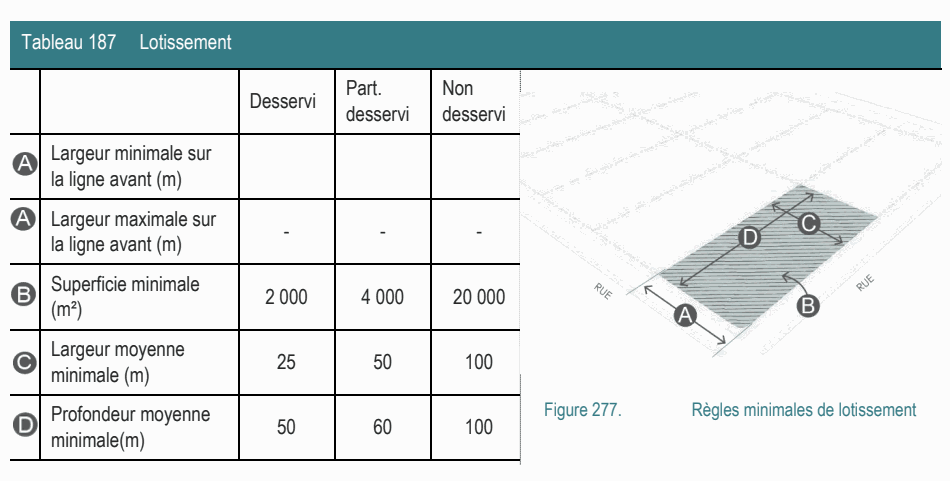 Tableau 187 Lotissement
Desservi
Part.
desservi
Non
desservi
A Largeur minimale sur
la ligne avant (m)
A Largeur maximale sur
la ligne avant (m)
- - -
B Superficie minimale
(m²)
2 000 4 000 20 000
C Largeur moyenne
minimale (m)
25 50 100
D Profondeur moyenne
minimale(m)
50 60 100
C
D
RUE
RUE
A
B
Figure 277. Règles minimales de lotissement